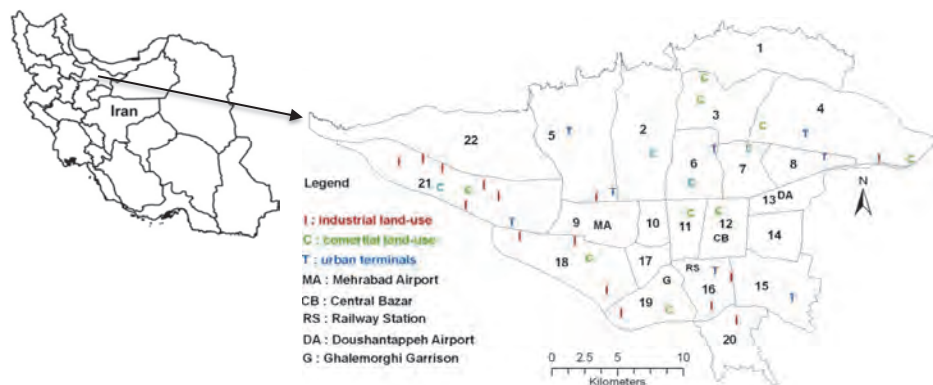 Iran
1
C
C
3
4
C
T
22
5
T
2
C
T
C
T
I
C
6
7
8
C
I
I
I
N
Legend
21
C
C
I
I
I
I
T
13 DA
I : industrial land-use
T
9
MA
10
11
C
C
12
CB
14
C : comertial land-use
I
I
T : urban terminals
18
C
17
RS
T
I
15
MA : Mehrabad Airport
G
16
T
CB : Central Bazar
I
19
C
I
RS : Railway Station
I
I
20
DA : Doushantappeh Airport
G : Ghalemorghi Garrison
0 2.5 5 10
Kilometers